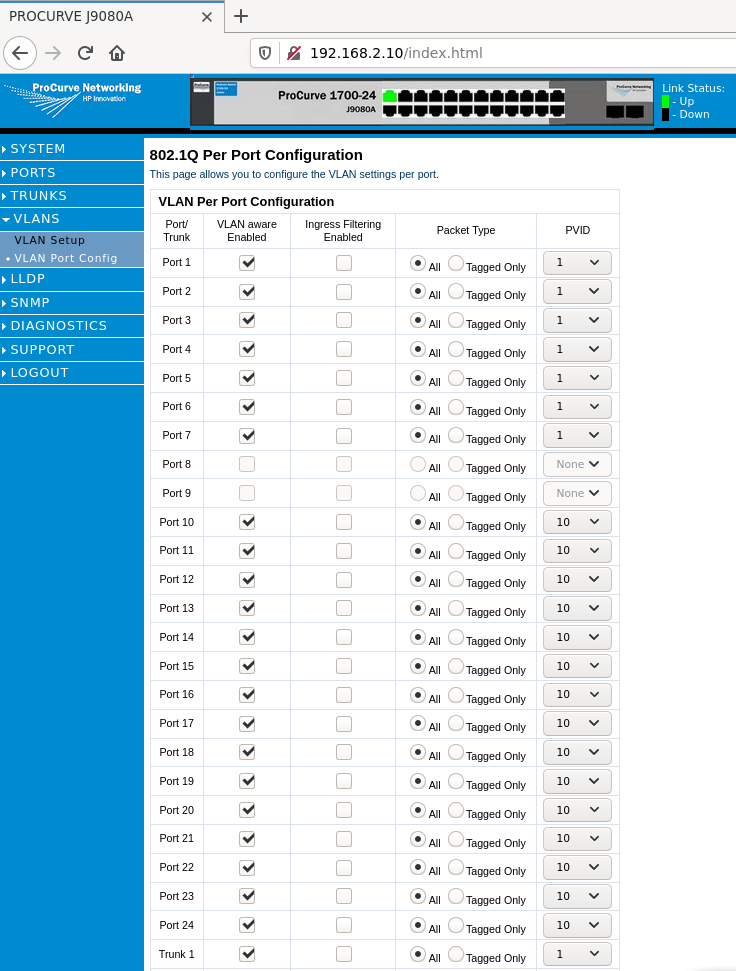 PROCURVE J9080A
192.168.2.10/index.html
ProCurve Networking
HP Innovation
ProCurve 1700-24
J9080A
Link Status:
- Up
- Down
SYSTEM
PORTS
TRUNKS
VLANS
VLAN Setup
VLAN Port Config
LLDP
SNMP
DIAGNOSTICS
SUPPORT
LOGOUT
802.1Q Per Port Configuration
This page allows you to configure the VLAN settings per port.
VLAN Per Port Configuration
Port/ Trunk VLAN aware Enabled Ingress Filtering Enabled Packet Type PVID
Port 1 All Tagged Only 1
Port 2 All Tagged Only 1
Port 3 All Tagged Only 1
Port 4 All Tagged Only 1
Port 5 All Tagged Only 1
Port 6 All Tagged Only 1
Port 7 All Tagged Only 1
Port 8 All Tagged Only None
Port 9 All Tagged Only None
Port 10 All Tagged Only 10
Port 11 All Tagged Only 10
Port 12 All Tagged Only 10
Port 13 All Tagged Only 10
Port 14 All Tagged Only 10
Port 15 All Tagged Only 10
Port 16 All Tagged Only 10
Port 17 All Tagged Only 10
Port 18 All Tagged Only 10
Port 19 All Tagged Only 10
Port 20 All Tagged Only 10
Port 21 All Tagged Only 10
Port 22 All Tagged Only 10
Port 23 All Tagged Only 10
Port 24 All Tagged Only 10
Trunk 1 All Tagged Only 1